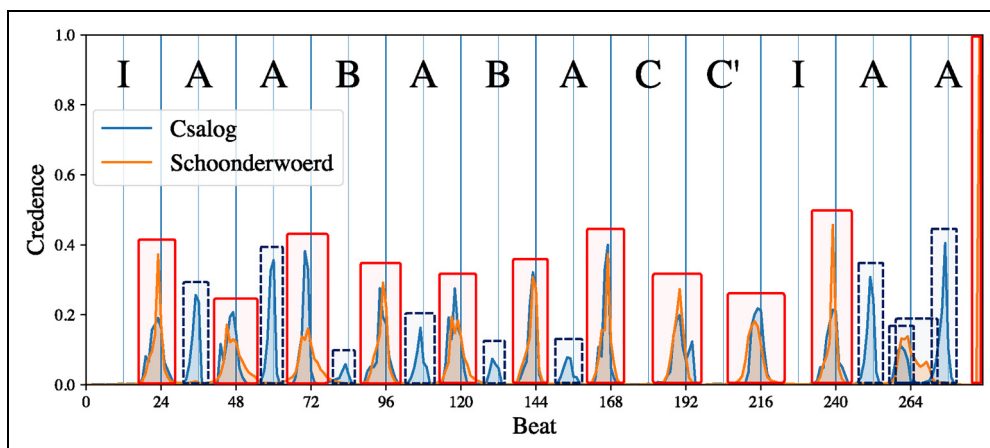 1.0
I A A B A B A C C' I A A
0.8
Csalog
Schoonderwoerd
0.6
Credence
0.4
0.2
0.0
0 24 48 72 96 120 144 168 192 216 240 264
Beat